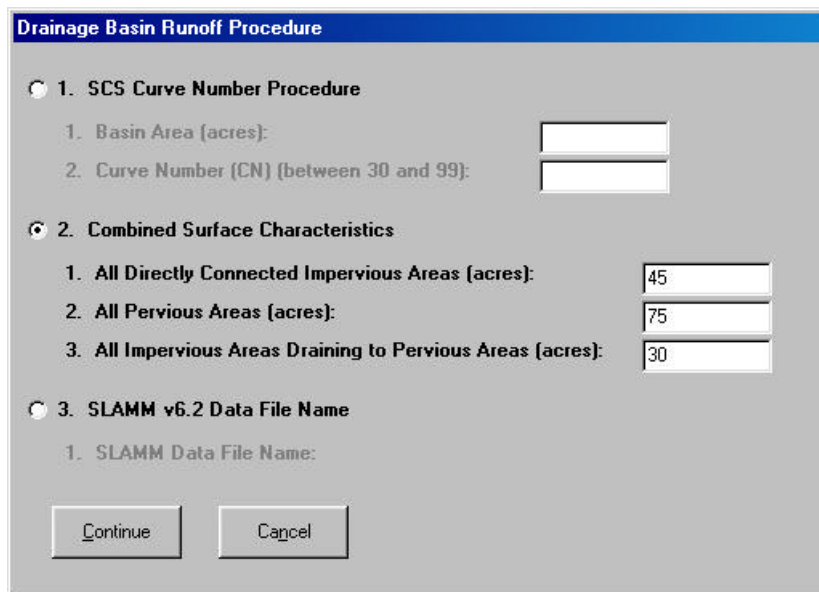 Drainage Basin Runoff Procedure
1. SCS Curve Number Procedure
1. Basin Area (acres):
2. Curve Number (CN) (between 30 and 99):
2. Combined Surface Characteristics
1. All Directly Connected Impervious Areas (acres): 45
2. All Pervious Areas (acres): 75
3. All Impervious Areas Draining to Pervious Areas (acres): 30
3. SLAMM v6.2 Data File Name
1. SLAMM Data File Name:
Continue Cancel